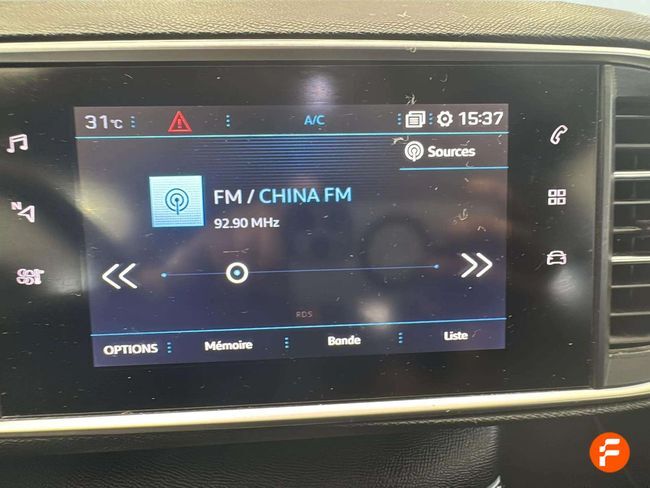 31°C A/C 15:37
Sources
FM / CHINA FM
92.90 MHz
N
RDS
OPTIONS Mémoire Bande Liste